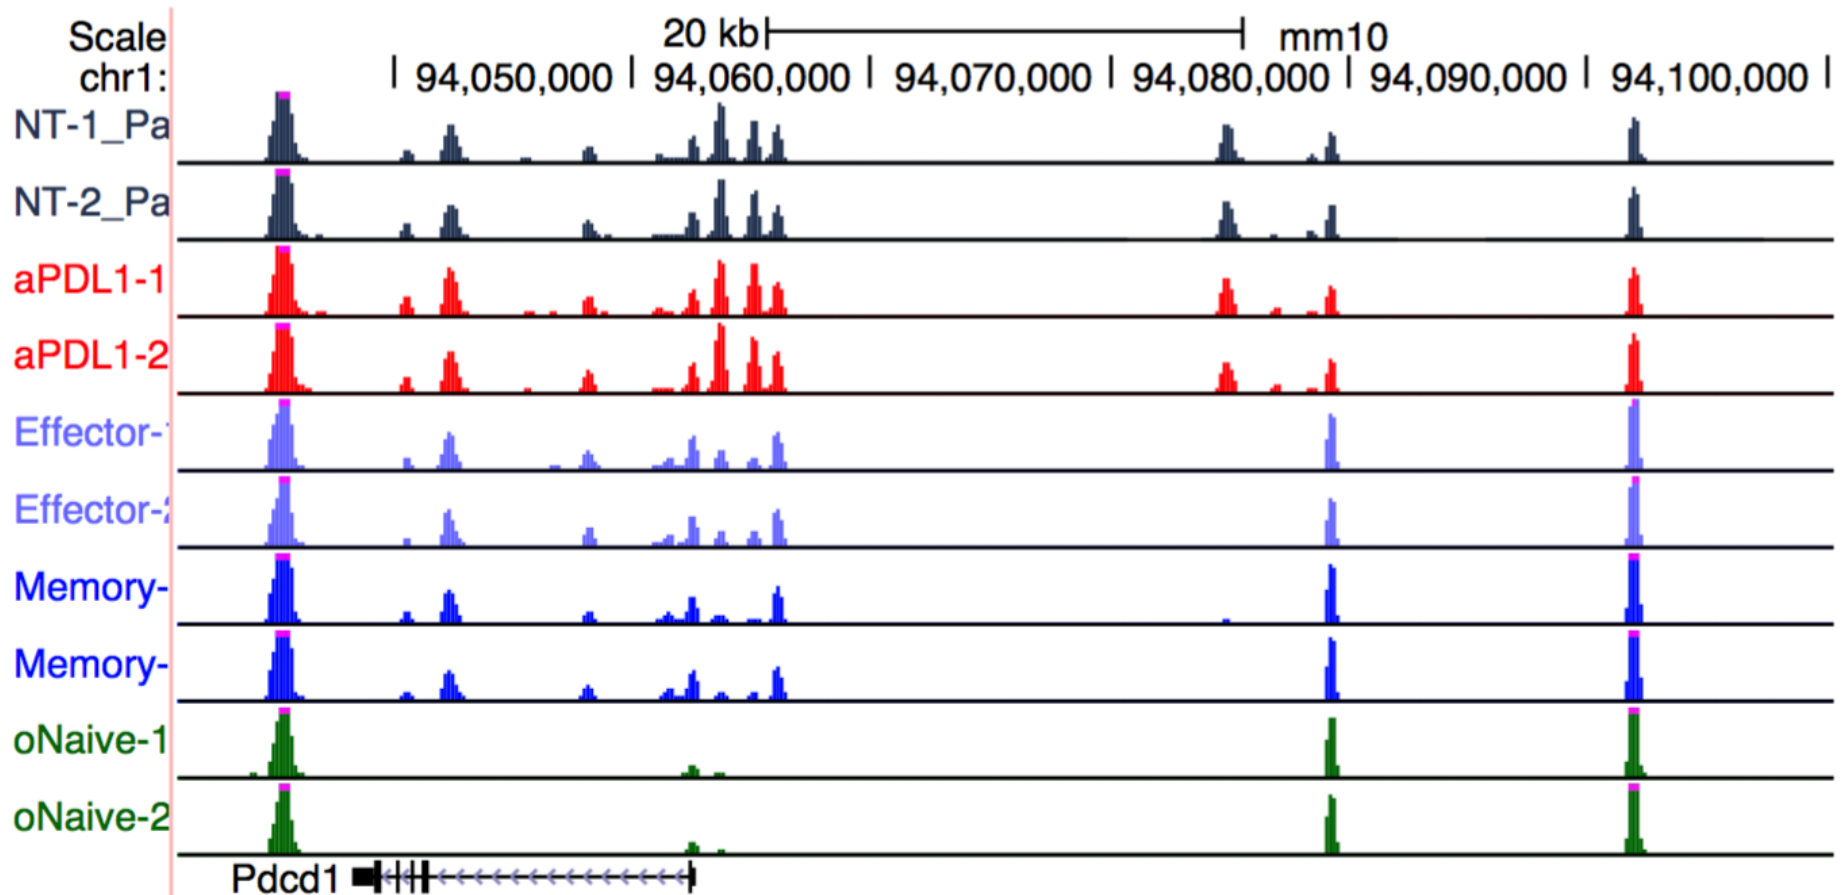 Scale 20 kb mm10
chr1: 94,050,000 94,060,000 94,070,000 94,080,000 94,090,000 94,100,000
NT-1_Pa
NT-2_Pa
aPDL1-1
aPDL1-2
Effector-1
Effector-2
Memory-
Memory-
oNaive-1
oNaive-2
Pdcd1